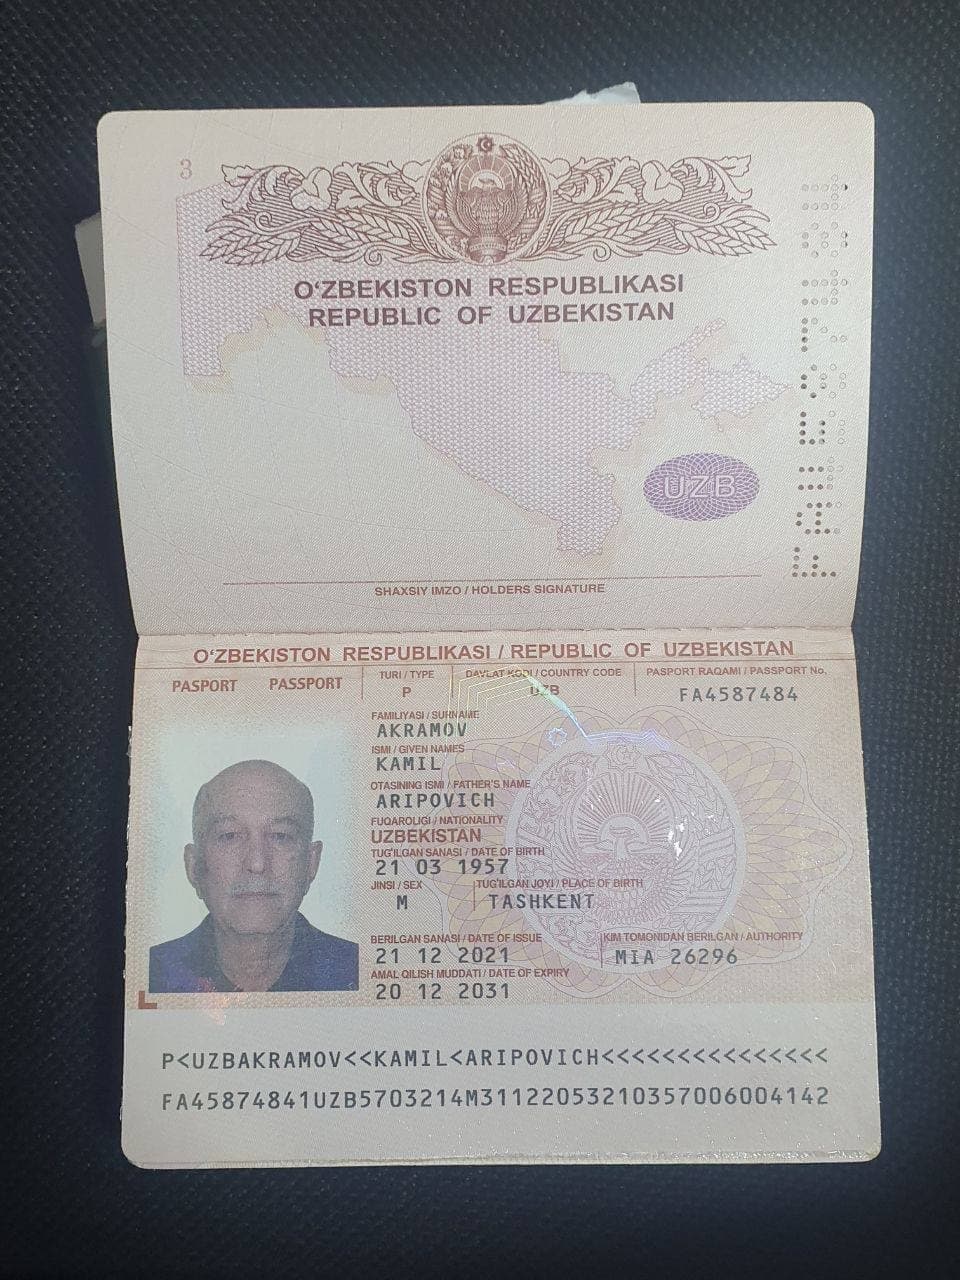 3
O‘ZBEKISTON RESPUBLIKASI
REPUBLIC OF UZBEKISTAN
UZB
FA4587484
SHAXSIY IMZO / HOLDERS SIGNATURE
O‘ZBEKISTON RESPUBLIKASI / REPUBLIC OF UZBEKISTAN
PASPORT PASSPORT TURI / TYPE DAVLAT KODI / COUNTRY CODE PASPORT RAQAMI / PASSPORT No.
P UZB FA4587484
FAMILIYASI / SURNAME
AKRAMOV
ISMI / GIVEN NAMES
KAMIL
OTASINING ISMI / FATHER'S NAME
ARIPOVICH
FUQAROLIGI / NATIONALITY
UZBEKISTAN
TUG'ILGAN SANASI / DATE OF BIRTH
21 03 1957
JINSI / SEX TUG'ILGAN JOYI / PLACE OF BIRTH
M TASHKENT
BERILGAN SANASI / DATE OF ISSUE KIM TOMONIDAN BERILGAN / AUTHORITY
21 12 2021 MIA 26296
AMAL QILISH MUDDATI / DATE OF EXPIRY
20 12 2031
P<UZBAKRAMOV<<KAMIL<ARIPOVICH<<<<<<<<<<<<<<<
FA45874841UZB5703214M31122053210357006004142